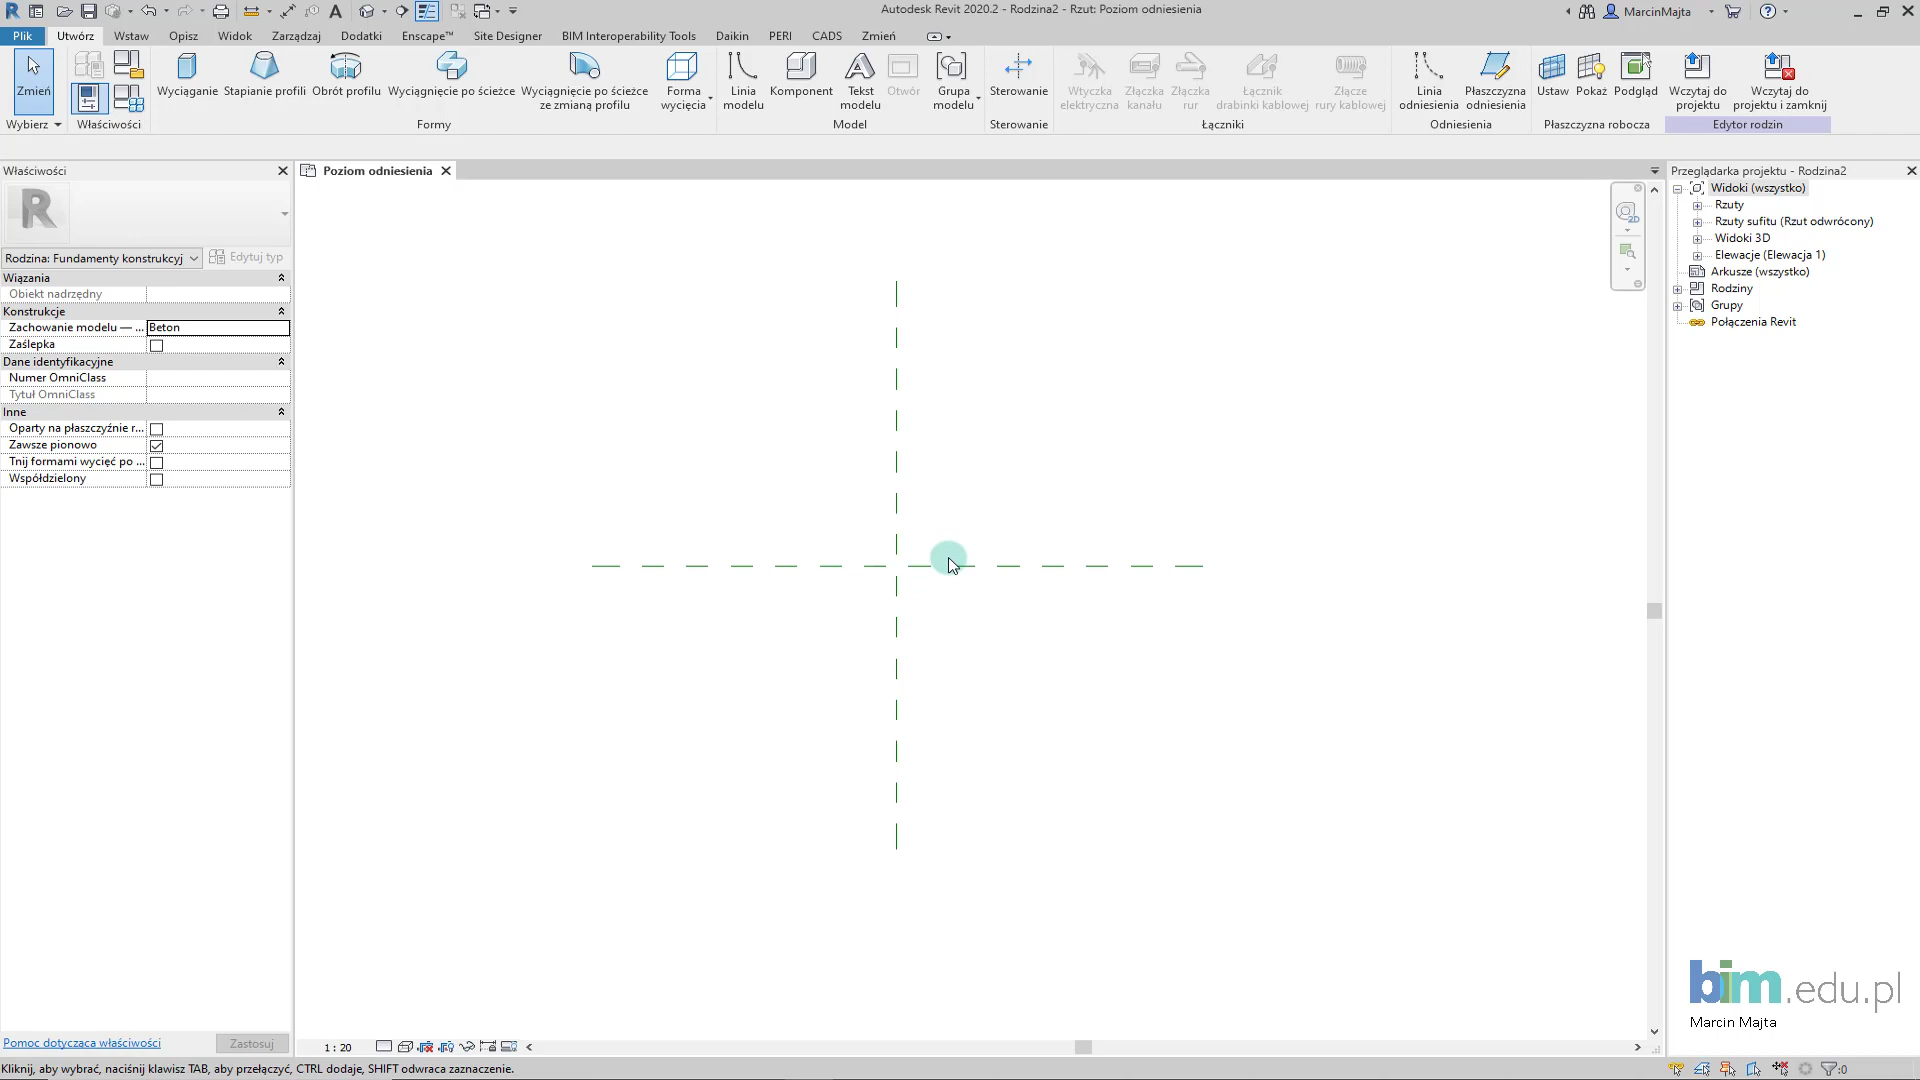 Autodesk Revit 2020.2 - Rodzina2 - Rzut: Poziom odniesienia
MarcinMajta
Plik
Utwórz
Wstaw
Opisz
Widok
Zarządzaj
Dodatki
Enscape™
Site Designer
BIM Interoperability Tools
Daikin
PERI
CADS
Zmień
Zmień
Wyciąganie
Stapianie profili
Obrót profilu
Wyciągnięcie po ścieżce
Wyciągnięcie po ścieżce
ze zmianą profilu
Forma
wycięcia
Linia
modelu
Komponent
Tekst
modelu
Otwór
Grupa
modelu
Sterowanie
Wtyczka
elektryczna
Złączka
kanału
Złączka
rur
Łącznik
drabinki kablowej
Złącze
rury kablowej
Linia
odniesienia
Płaszczyzna
odniesienia
Ustaw
Pokaż
Podgląd
Wczytaj do
projektu
Wczytaj do
projektu i zamknij
Wybierz
Właściwości
Formy
Model
Sterowanie
Łączniki
Odniesienia
Płaszczyzna robocza
Edytor rodzin
Właściwości
Rodzina: Fundamenty konstrukcyj
Edytuj typ
Wiązania
Obiekt nadrzędny
Konstrukcje
Zachowanie modelu — ... Beton
Zaślepka
Dane identyfikacyjne
Numer OmniClass
Tytuł OmniClass
Inne
Oparty na płaszczyźnie r...
Zawsze pionowo
Tnij formami wycięć po ...
Współdzielony
Pomoc dotycząca właściwości
Zastosuj
Poziom odniesienia
2D
1 : 20
Przeglądarka projektu - Rodzina2
Widoki (wszystko)
Rzuty
Rzuty sufitu (Rzut odwrócony)
Widoki 3D
Elewacje (Elewacja 1)
Arkusze (wszystko)
Rodziny
Grupy
Połączenia Revit
bim.edu.pl
Marcin Majta
Kliknij, aby wybrać, naciśnij klawisz TAB, aby przełączyć, CTRL dodaje, SHIFT odwraca zaznaczenie.
:0